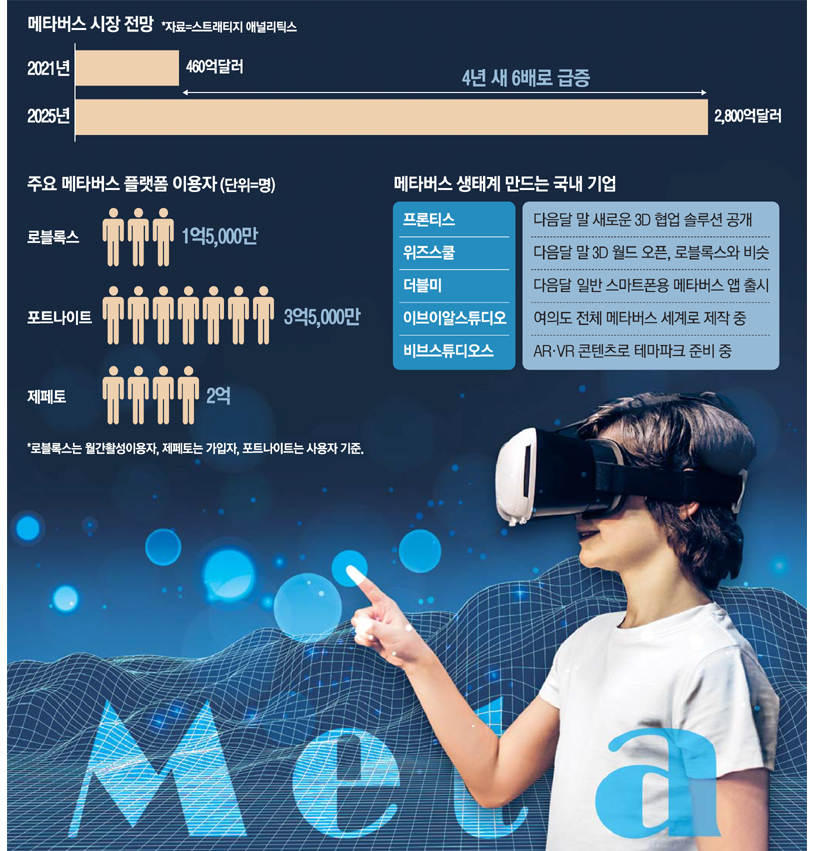 메타버스 시장 전망 *자료=스트래티지 애널리틱스
2021년 460억달러
4년 새 6배로 급증
2025년 2,800억달러
주요 메타버스 플랫폼 이용자 (단위=명)
로블록스 1억5,000만
포트나이트 3억5,000만
제페토 2억
*로블록스는 월간활성이용자, 제페토는 가입자, 포트나이트는 사용자 기준.
메타버스 생태계 만드는 국내 기업
프론티스 다음달 말 새로운 3D 협업 솔루션 공개
위즈스쿨 다음달 말 3D 월드 오픈, 로블록스와 비슷
더블미 다음달 일반 스마트폰용 메타버스 앱 출시
이브이알스튜디오 여의도 전체 메타버스 세계로 제작 중
비브스튜디오스 AR·VR 콘텐츠로 테마파크 준비 중
Meta